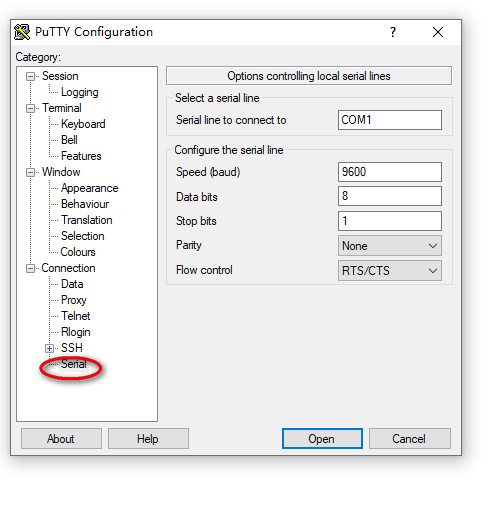 PuTTY Configuration
Category:
Session
Logging
Terminal
Keyboard
Bell
Features
Window
Appearance
Behaviour
Translation
Selection
Colours
Connection
Data
Proxy
Telnet
Rlogin
SSH
Serial
Options controlling local serial lines
Select a serial line
Serial line to connect to COM1
Configure the serial line
Speed (baud) 9600
Data bits 8
Stop bits 1
Parity None
Flow control RTS/CTS
About Help Open Cancel